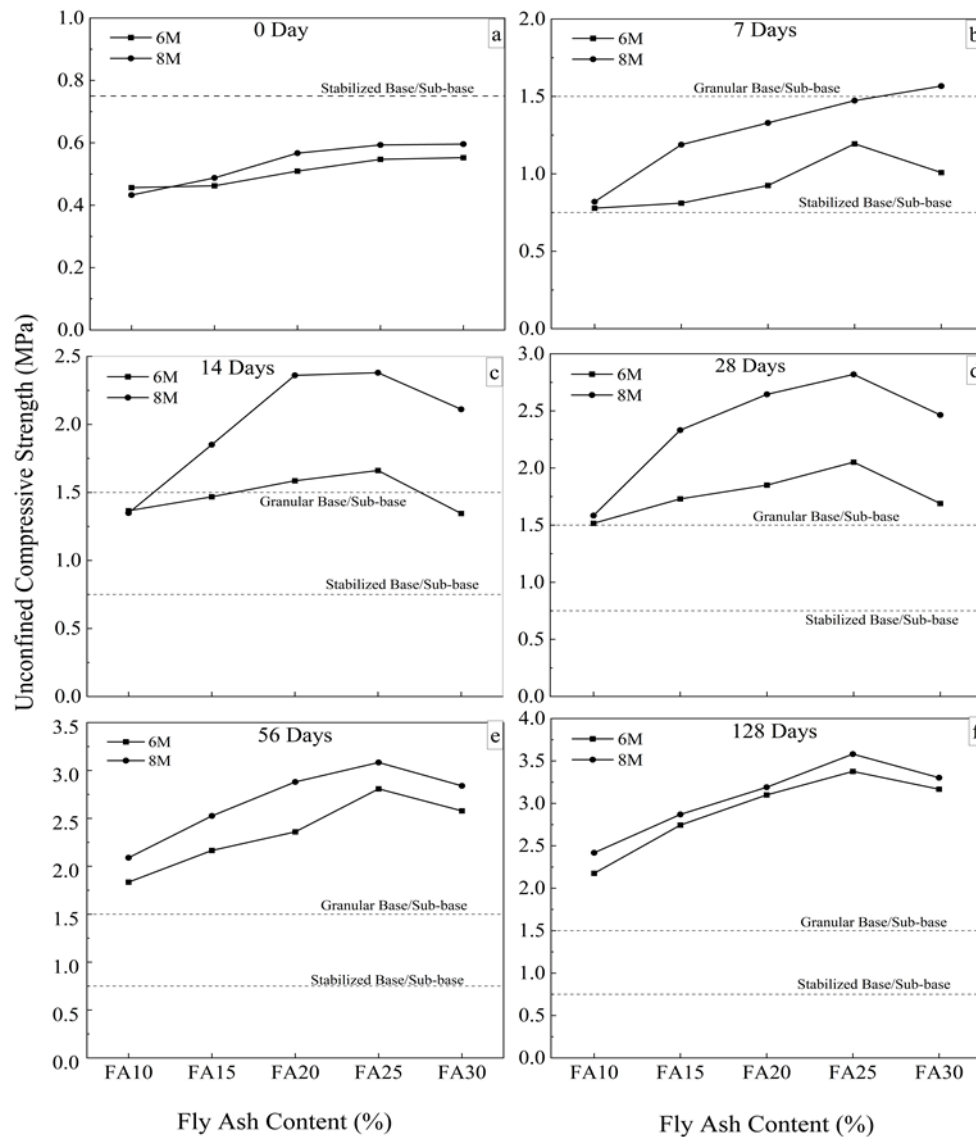 Unconfined Compressive Strength (MPa)
0 Day
a
6M
8M
Stabilized Base/Sub-base
1.0
0.8
0.6
0.4
0.2
0.0
7 Days
b
6M
8M
Granular Base/Sub-base
Stabilized Base/Sub-base
2.0
1.5
1.0
0.5
0.0
14 Days
c
6M
8M
Granular Base/Sub-base
Stabilized Base/Sub-base
2.5
2.0
1.5
1.0
0.5
0.0
28 Days
d
6M
8M
Granular Base/Sub-base
Stabilized Base/Sub-base
3.0
2.5
2.0
1.5
1.0
0.5
0.0
56 Days
e
6M
8M
Granular Base/Sub-base
Stabilized Base/Sub-base
3.5
3.0
2.5
2.0
1.5
1.0
0.5
0.0
FA10 FA15 FA20 FA25 FA30
Fly Ash Content (%)
128 Days
f
6M
8M
Granular Base/Sub-base
Stabilized Base/Sub-base
4.0
3.5
3.0
2.5
2.0
1.5
1.0
0.5
0.0
FA10 FA15 FA20 FA25 FA30
Fly Ash Content (%)